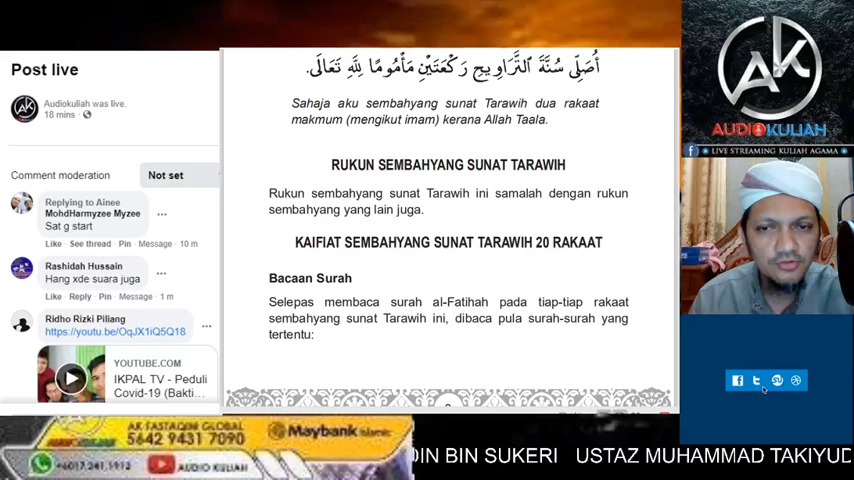 Post live
Audiokuliah was live.
18 mins
Comment moderation
Not set
Replying to Ainee
MohdHarmyzee Myzee
Sat g start
Like · See thread · Pin · Message · 10 m
Rashidah Hussain
Hang xde suara juga
Like · Reply · Pin · Message · 1 m
Ridho Rizki Piliang
https://youtu.be/OqJX1iQ5Q18
YOUTUBE.COM
IKPAL TV - Peduli
Covid-19 (Bakti...
أُصَلِّى سُنَّةَ التَّرَاوِيحِ رَكْعَتَيْنِ مَأْمُومًا لِلَّهِ تَعَالَى.
Sahaja aku sembahyang sunat Tarawih dua rakaat
makmum (mengikut imam) kerana Allah Taala.
RUKUN SEMBAHYANG SUNAT TARAWIH
Rukun sembahyang sunat Tarawih ini samalah dengan rukun
sembahyang yang lain juga.
KAIFIAT SEMBAHYANG SUNAT TARAWIH 20 RAKAAT
Bacaan Surah
Selepas membaca surah al-Fatihah pada tiap-tiap rakaat
sembahyang sunat Tarawih ini, dibaca pula surah-surah yang
tertentu:
AK
AUDIOKULIAH
LIVE STREAMING KULIAH AGAMA
AK FASTAQIM GLOBAL
5642 9431 7090
Maybank Islamic
AUDIOKULIAH
+6017.241.1912
AUDIO KULIAH
DIN BIN SUKERI USTAZ MUHAMMAD TAKIYUD